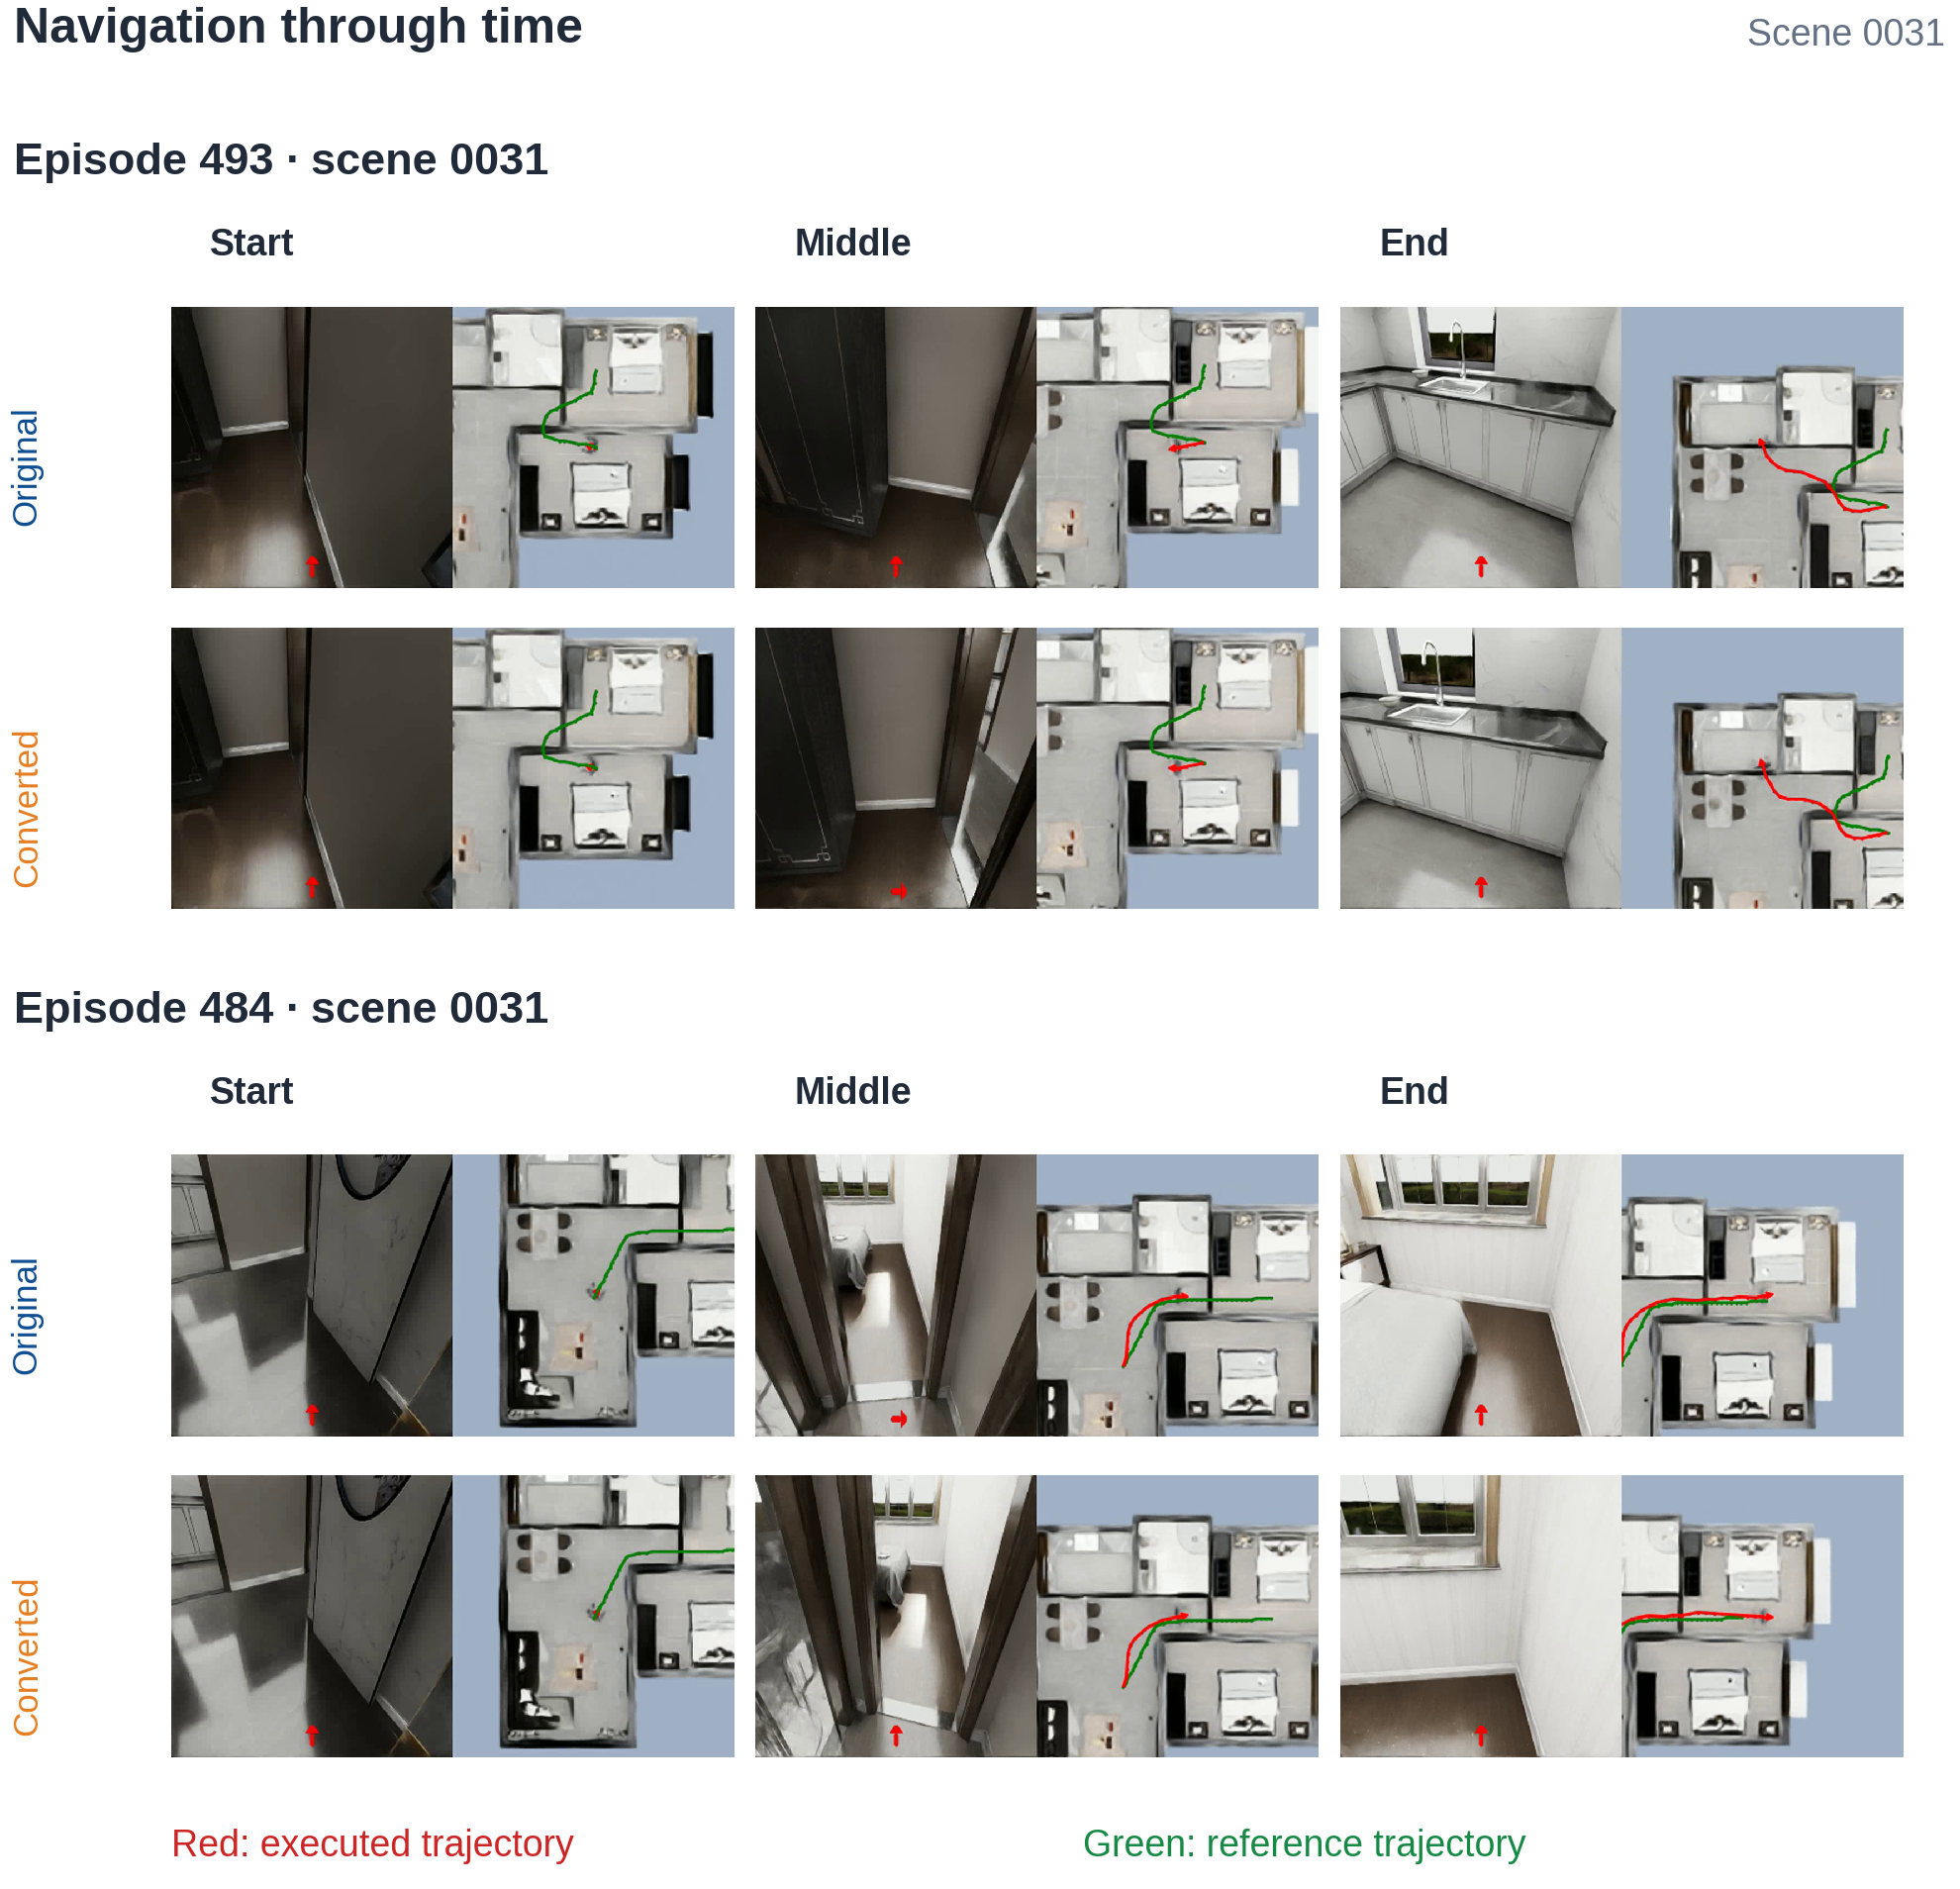 Navigation through time
Scene 0031
Episode 493 · scene 0031
Start
Middle
End
Original
Converted
Episode 484 · scene 0031
Start
Middle
End
Original
Converted
Red: executed trajectory
Green: reference trajectory